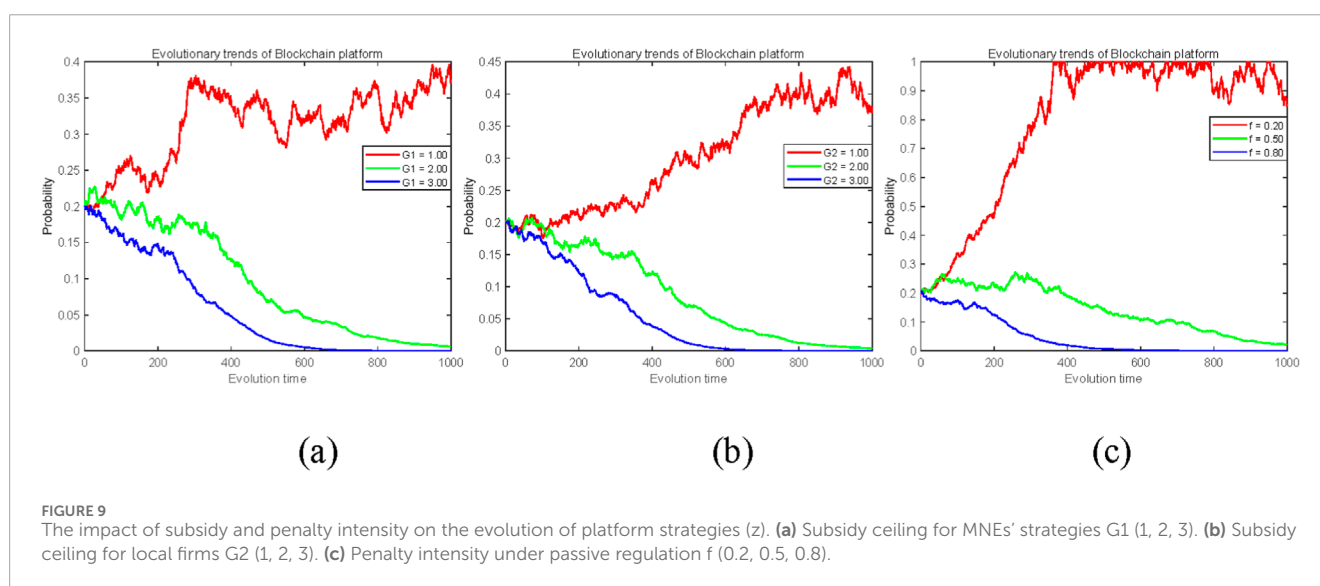 Evolutionary trends of Blockchain platform
0.4
0.35
0.3
0.25
0.2
0.15
0.1
0.05
0
Probability
G1 = 1.00
G1 = 2.00
G1 = 3.00
0 200 400 600 800 1000
Evolution time
(a)
Evolutionary trends of Blockchain platform
0.45
0.4
0.35
0.3
0.25
0.2
0.15
0.1
0.05
0
Probability
G2 = 1.00
G2 = 2.00
G2 = 3.00
0 200 400 600 800 1000
Evolution time
(b)
Evolutionary trends of Blockchain platform
1
0.9
0.8
0.7
0.6
0.5
0.4
0.3
0.2
0.1
0
Probability
f = 0.20
f = 0.50
f = 0.80
0 200 400 600 800 1000
Evolution time
(c)
FIGURE 9
The impact of subsidy and penalty intensity on the evolution of platform strategies (z). (a) Subsidy ceiling for MNEs’ strategies G1 (1, 2, 3). (b) Subsidy
ceiling for local firms G2 (1, 2, 3). (c) Penalty intensity under passive regulation f (0.2, 0.5, 0.8).